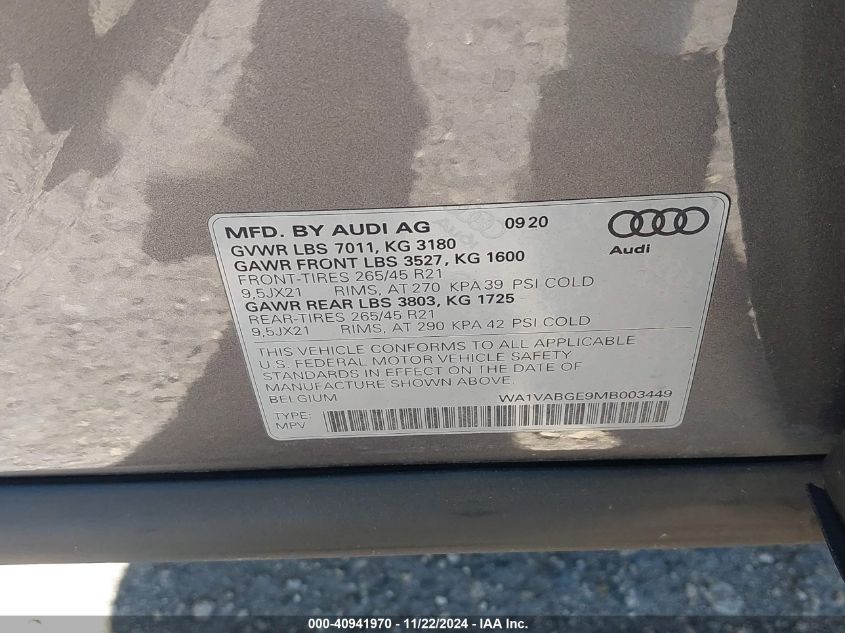 MFD. BY AUDI AG 09 20
GVWR LBS 7011, KG 3180
Audi
GAWR FRONT LBS 3527, KG 1600
FRONT-TIRES 265/45 R21
9,5JX21 RIMS, AT 270 KPA 39 PSI COLD
GAWR REAR LBS 3803, KG 1725
REAR-TIRES 265/45 R21
9,5JX21 RIMS, AT 290 KPA 42 PSI COLD
THIS VEHICLE CONFORMS TO ALL APPLICABLE
U.S. FEDERAL MOTOR VEHICLE SAFETY
STANDARDS IN EFFECT ON THE DATE OF
MANUFACTURE SHOWN ABOVE.
BELGIUM WA1VABGE9MB003449
TYPE:
MPV
000-40941970 - 11/22/2024 - IAA Inc.